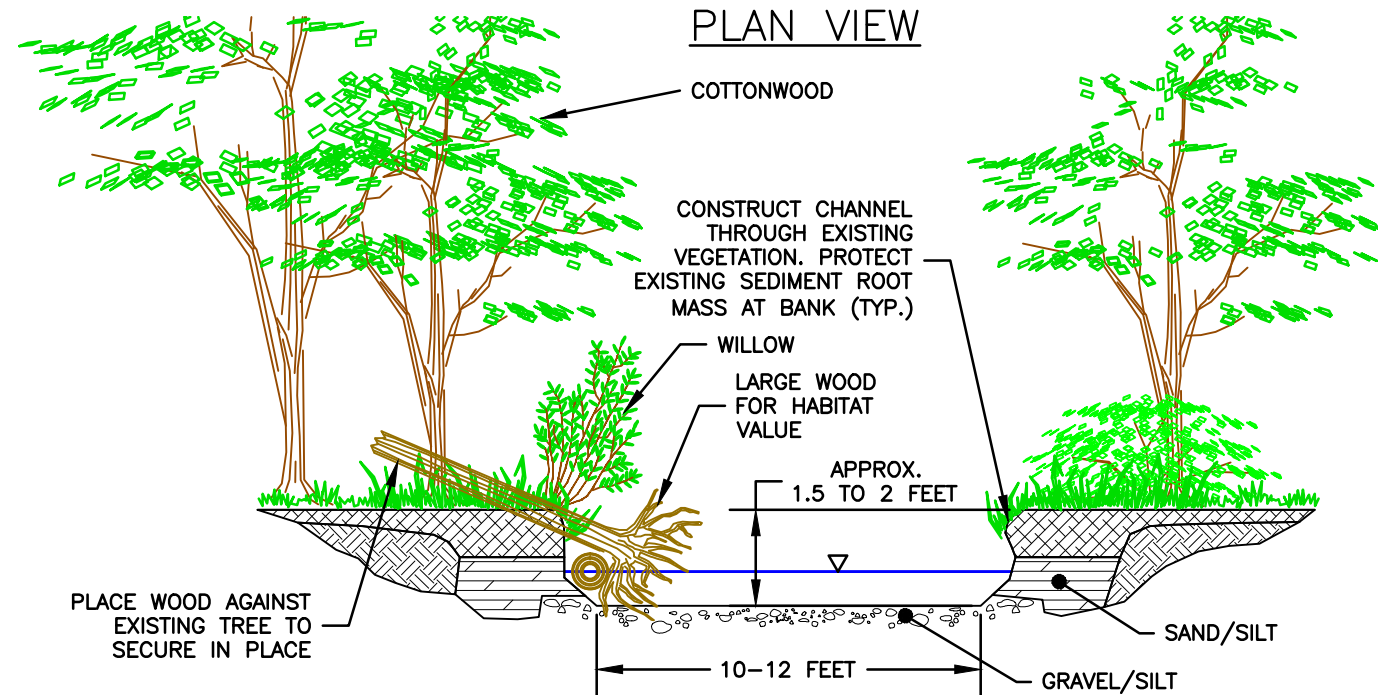 PLAN VIEW
COTTONWOOD
CONSTRUCT CHANNEL
THROUGH EXISTING
VEGETATION. PROTECT
EXISTING SEDIMENT ROOT
MASS AT BANK (TYP.)
WILLOW
LARGE WOOD
FOR HABITAT
VALUE
APPROX.
1.5 TO 2 FEET
PLACE WOOD AGAINST
EXISTING TREE TO
SECURE IN PLACE
SAND/SILT
10-12 FEET
GRAVEL/SILT